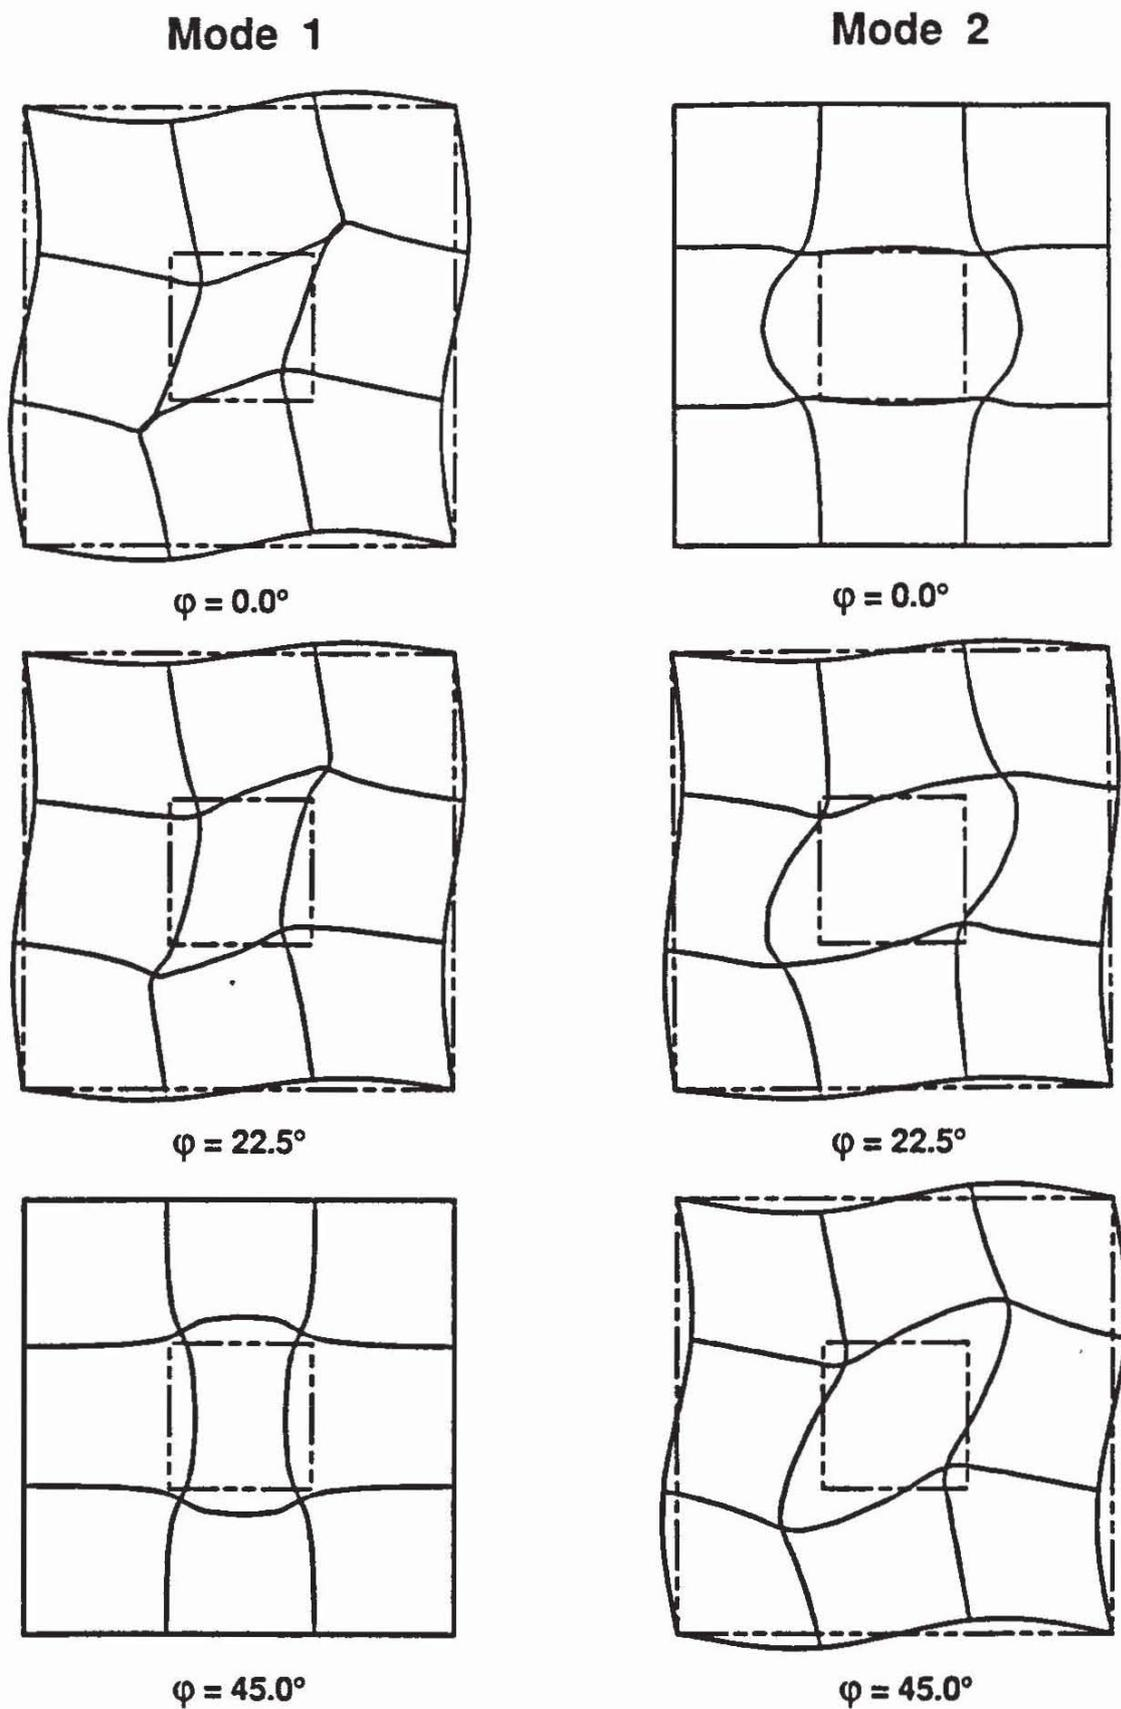 Mode 1 Mode 2
φ = 0.0° φ = 0.0°
φ = 22.5° φ = 22.5°
φ = 45.0° φ = 45.0°